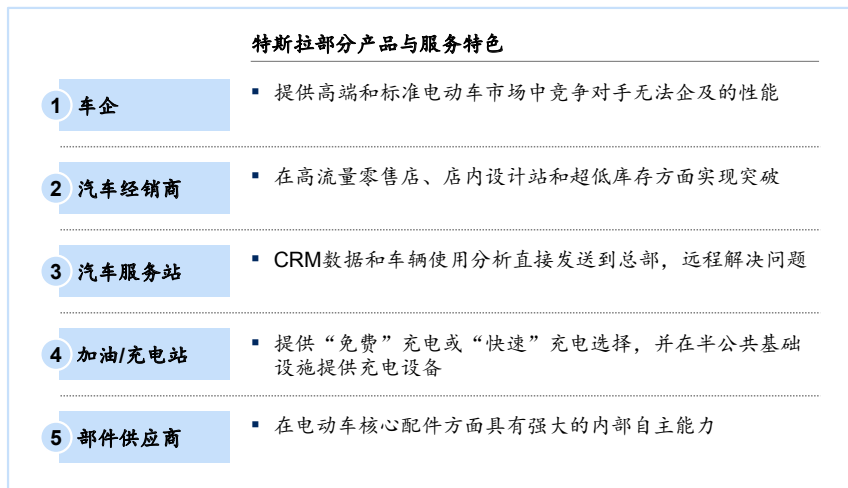 特斯拉部分产品与服务特色
1 车企
▪ 提供高端和标准电动车市场中竞争对手无法企及的性能
2 汽车经销商
▪ 在高流量零售店、店内设计站和超低库存方面实现突破
3 汽车服务站
▪ CRM数据和车辆使用分析直接发送到总部，远程解决问题
4 加油/充电站
▪ 提供“免费”充电或“快速”充电选择，并在半公共基础
设施提供充电设备
5 部件供应商
▪ 在电动车核心配件方面具有强大的内部自主能力